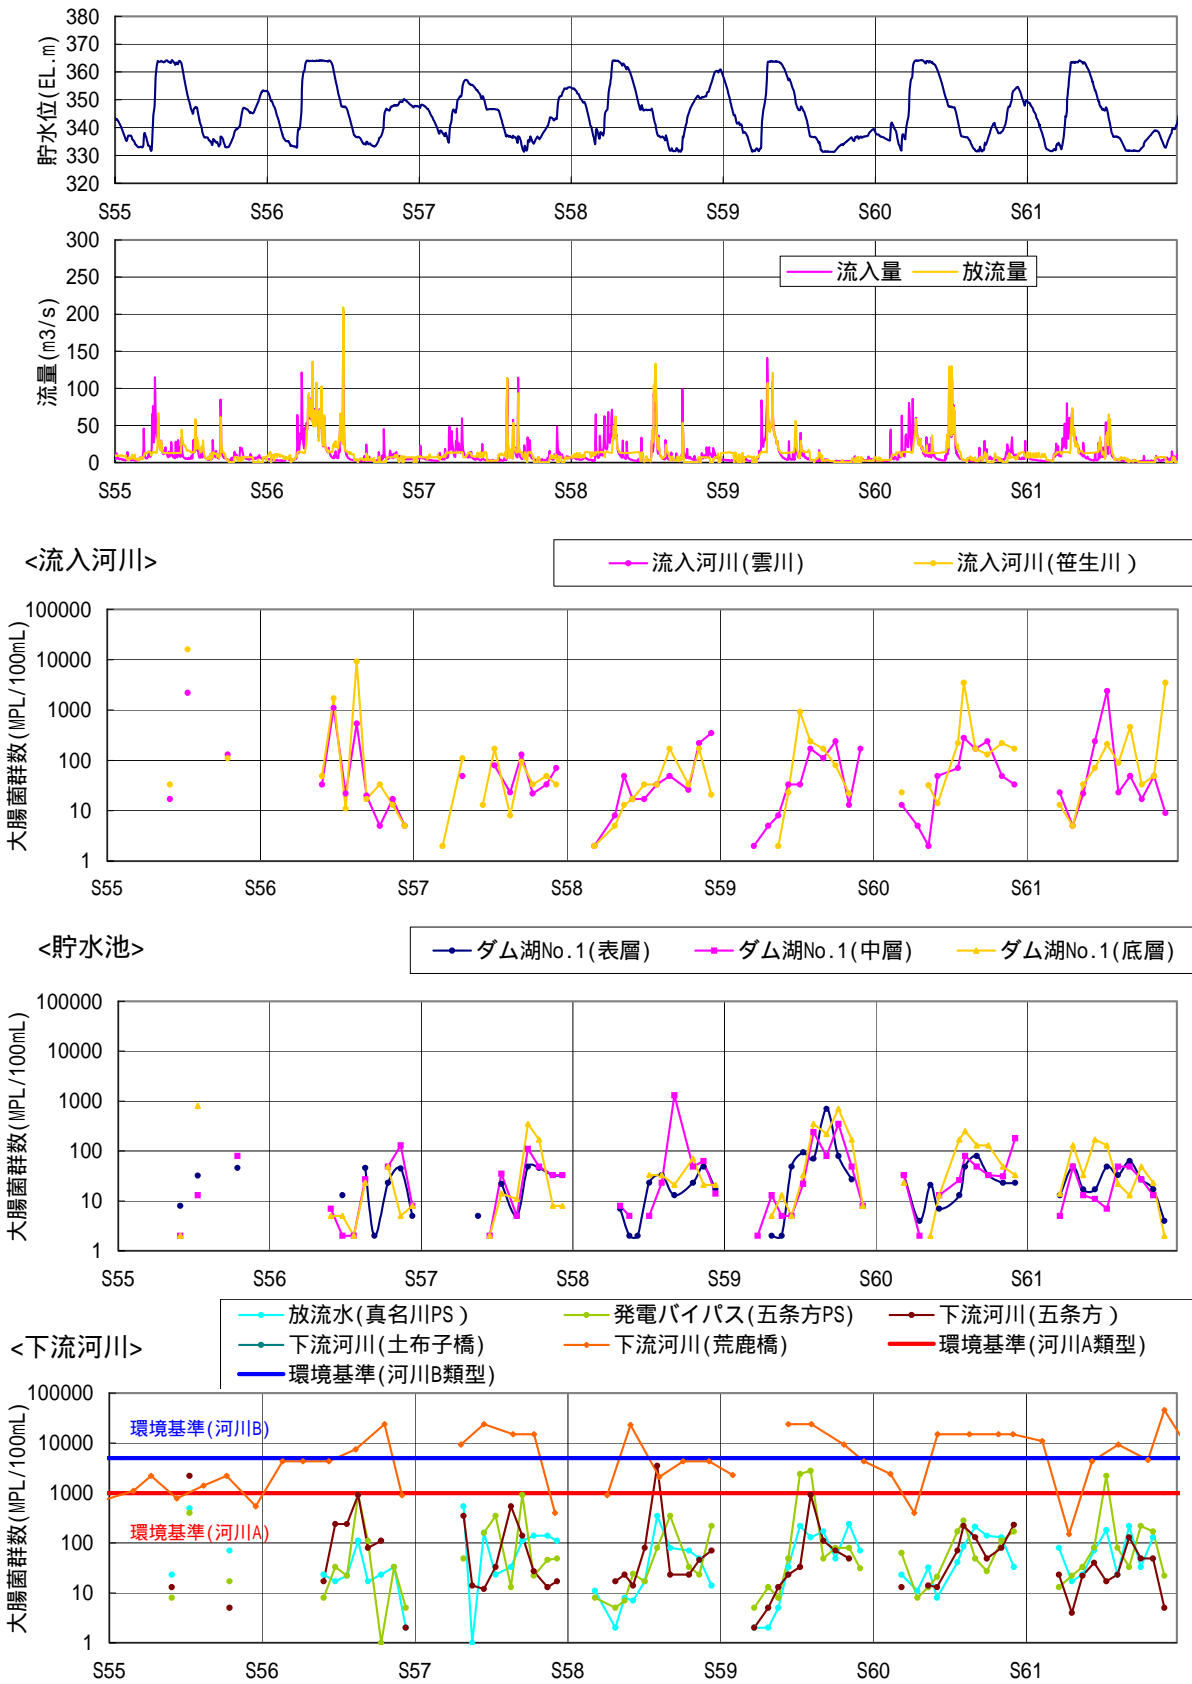 380
370
360
350
340
330
320
貯水位(EL.m)
S55 S56 S57 S58 S59 S60 S61
300
250
200
150
100
50
0
流量(m3/s)
流入量 放流量
S55 S56 S57 S58 S59 S60 S61
<流入河川>
流入河川(雲川) 流入河川(笹生川)
100000
10000
1000
100
10
1
大腸菌群数(MPL/100mL)
S55 S56 S57 S58 S59 S60 S61
<貯水池>
ダム湖No.1(表層) ダム湖No.1(中層) ダム湖No.1(底層)
100000
10000
1000
100
10
1
大腸菌群数(MPL/100mL)
S55 S56 S57 S58 S59 S60 S61
<下流河川>
放流水(真名川PS) 発電バイパス(五条方PS) 下流河川(五条方)
下流河川(土布子橋) 下流河川(荒鹿橋) 環境基準(河川A類型)
環境基準(河川B類型)
100000
10000
1000
100
10
1
大腸菌群数(MPL/100mL)
環境基準(河川B)
環境基準(河川A)
S55 S56 S57 S58 S59 S60 S61